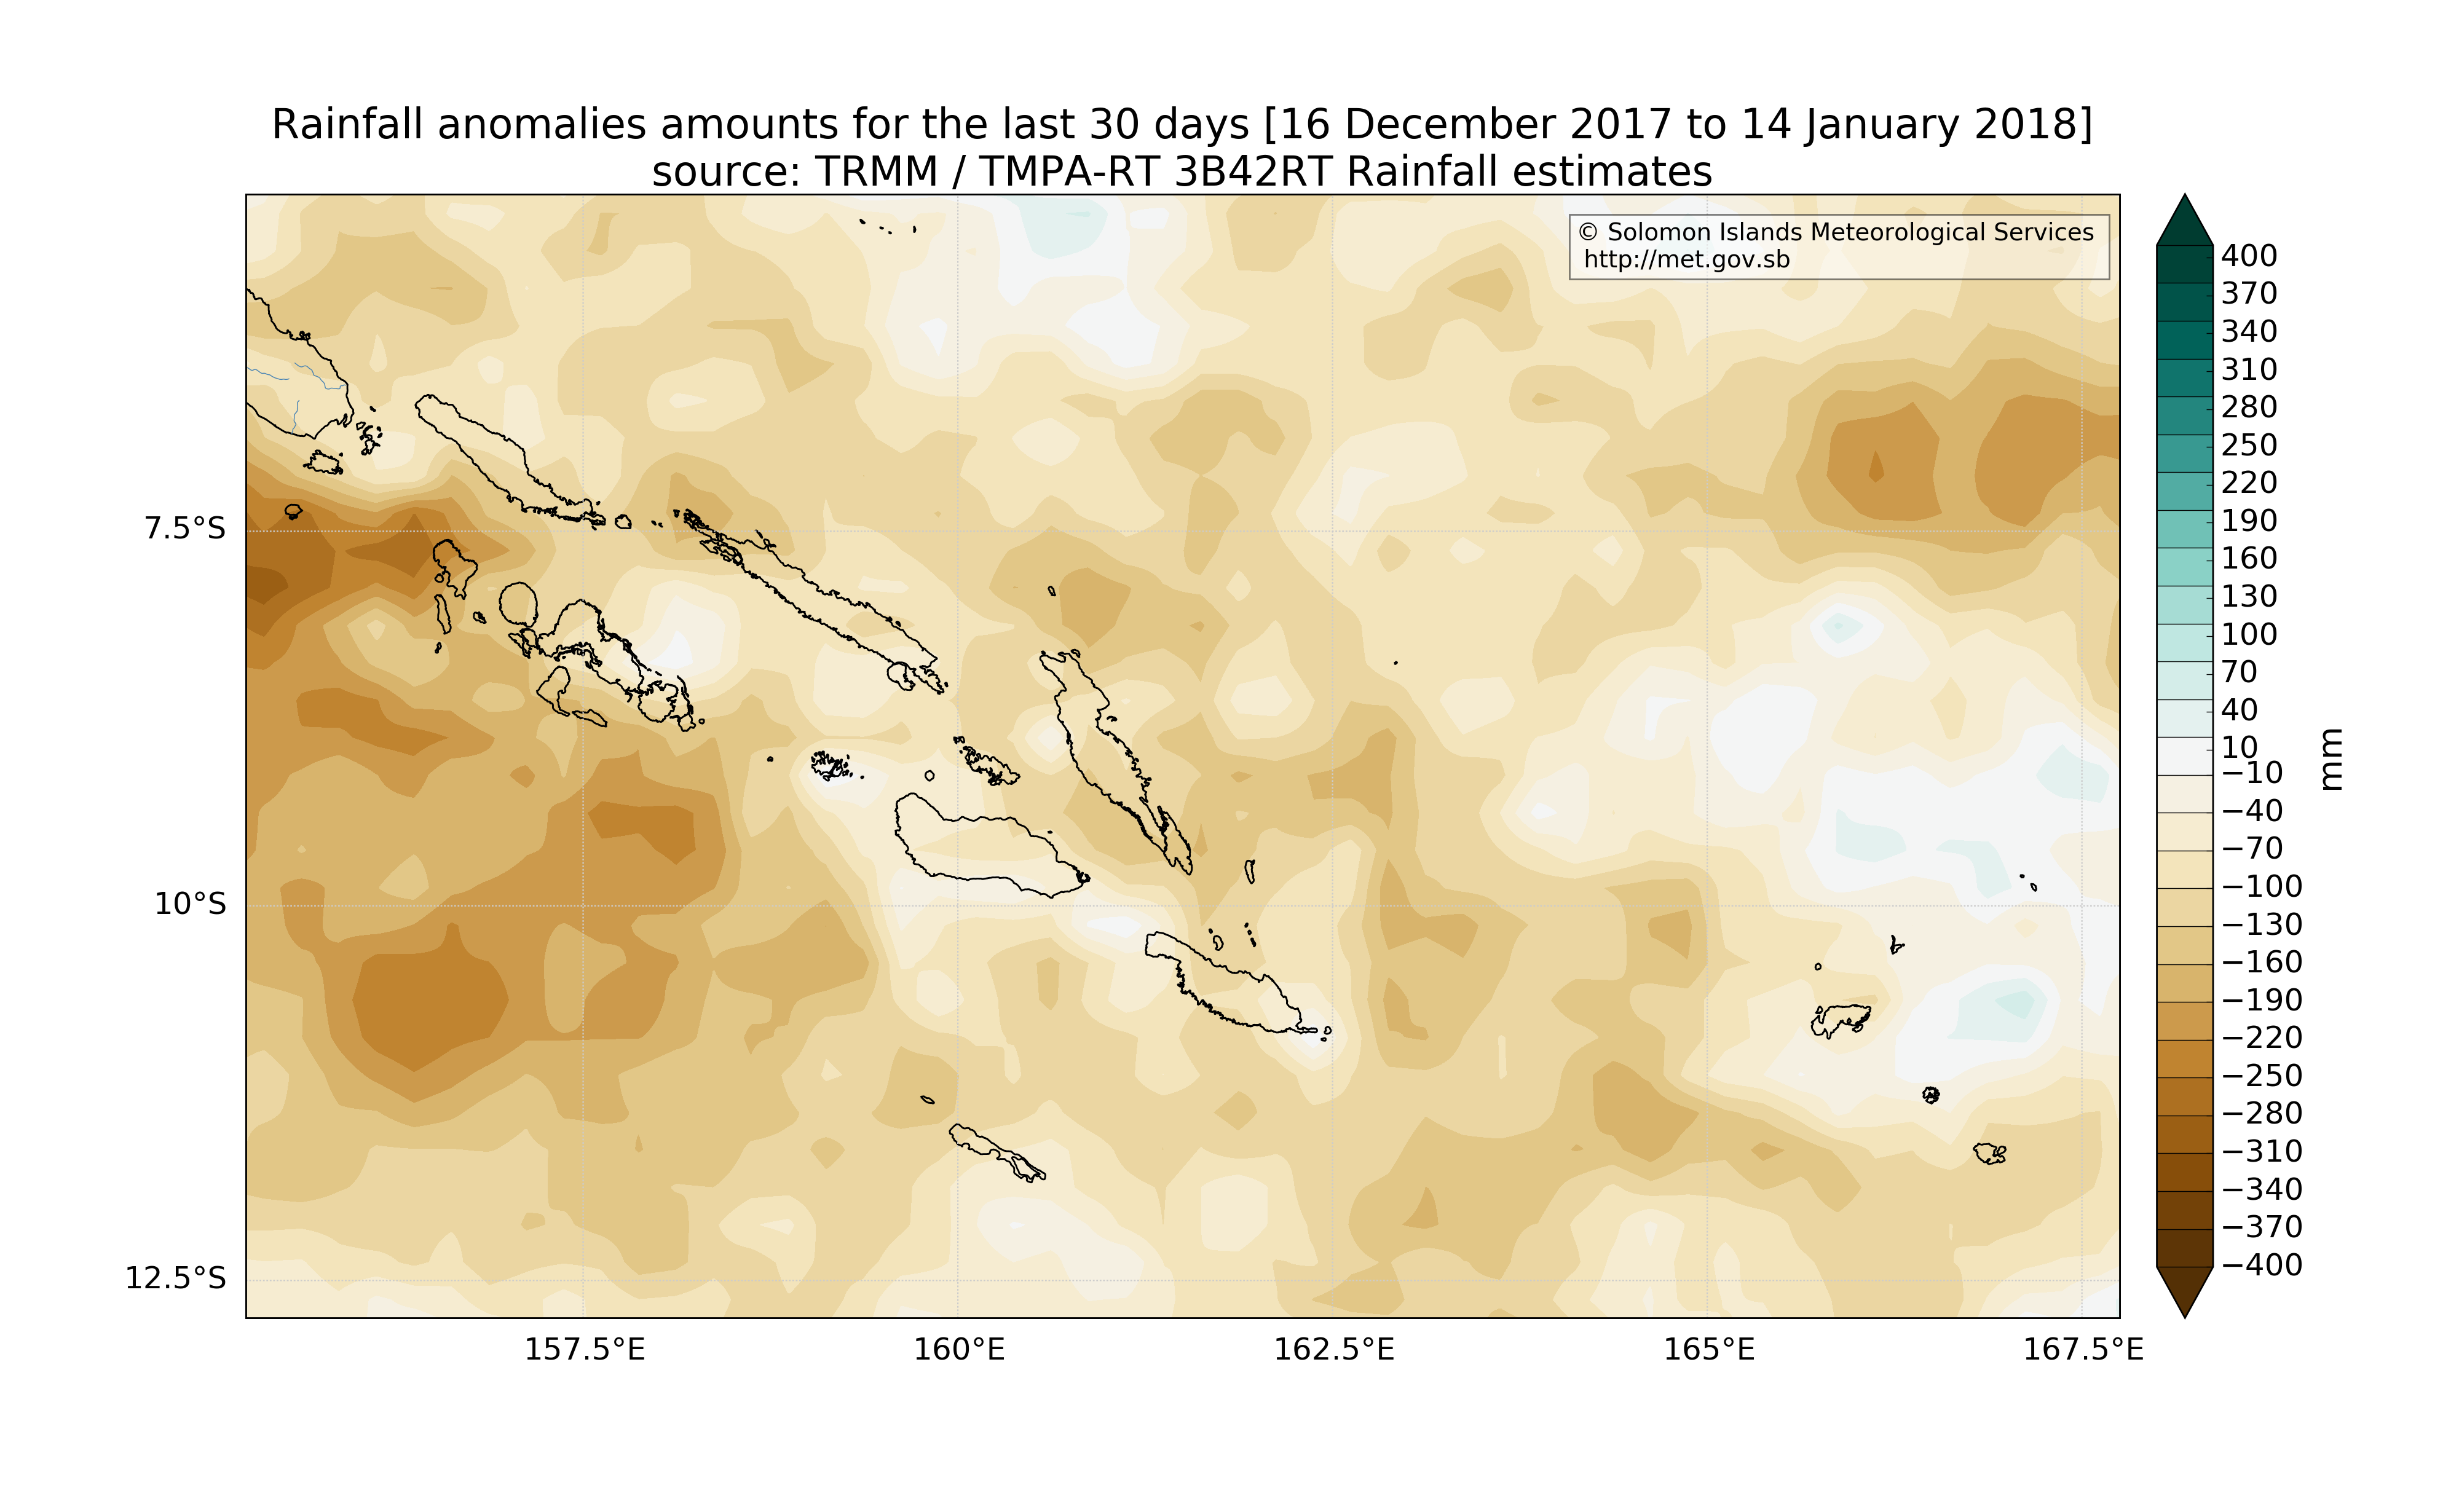 Rainfall anomalies amounts for the last 30 days [16 December 2017 to 14 January 2018]
source: TRMM / TMPA-RT 3B42RT Rainfall estimates
© Solomon Islands Meteorological Services
http://met.gov.sb
7.5°S
10°S
12.5°S
157.5°E
160°E
162.5°E
165°E
167.5°E
400
370
340
310
280
250
220
190
160
130
100
70
40
10
−10
−40
−70
−100
−130
−160
−190
−220
−250
−280
−310
−340
−370
−400
mm